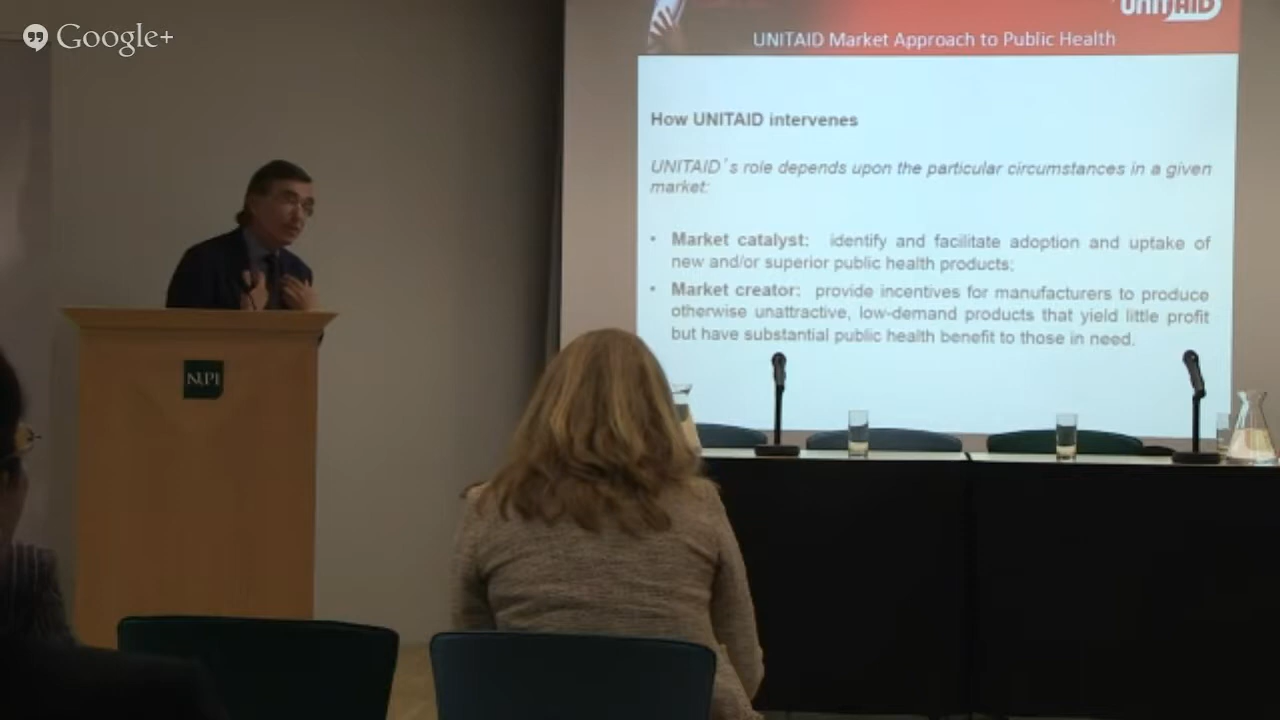 Google+
unitAID
UNITAID Market Approach to Public Health
How UNITAID intervenes
UNITAID´s role depends upon the particular circumstances in a given
market:
• Market catalyst: identify and facilitate adoption and uptake of
new and/or superior public health products;
• Market creator: provide incentives for manufacturers to produce
otherwise unattractive, low-demand products that yield little profit
but have substantial public health benefit to those in need.
NUPI